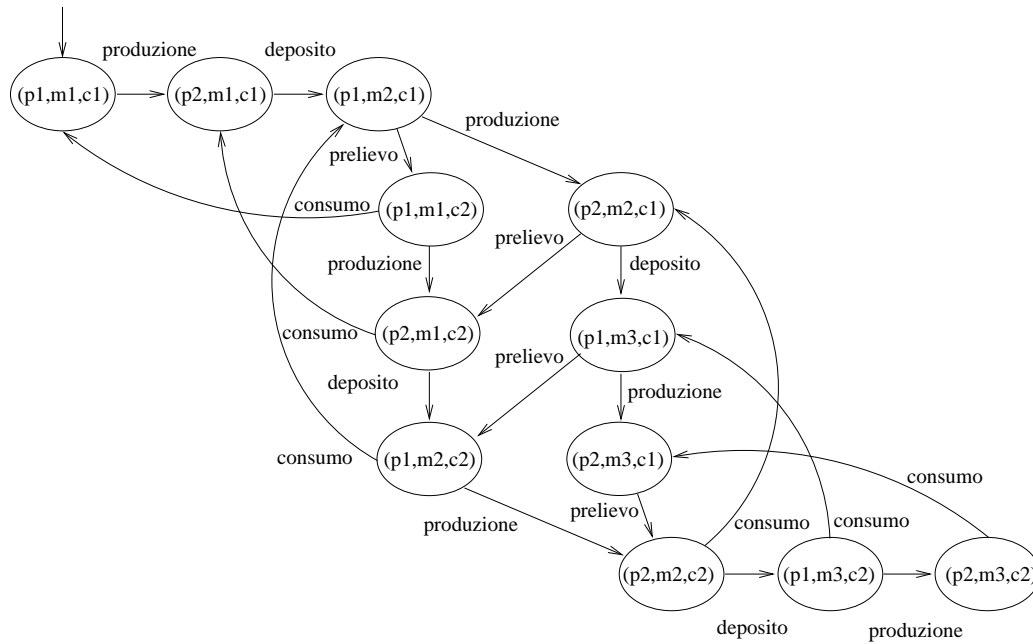 produzione
deposito
(p1,m1,c1)
(p2,m1,c1)
(p1,m2,c1)
produzione
prelievo
consumo
(p1,m1,c2)
(p2,m2,c1)
prelievo
produzione
deposito
consumo
(p2,m1,c2)
(p1,m3,c1)
prelievo
deposito
produzione
consumo
(p1,m2,c2)
(p2,m3,c1)
consumo
produzione
prelievo
consumo
consumo
(p2,m2,c2)
(p1,m3,c2)
(p2,m3,c2)
deposito
produzione